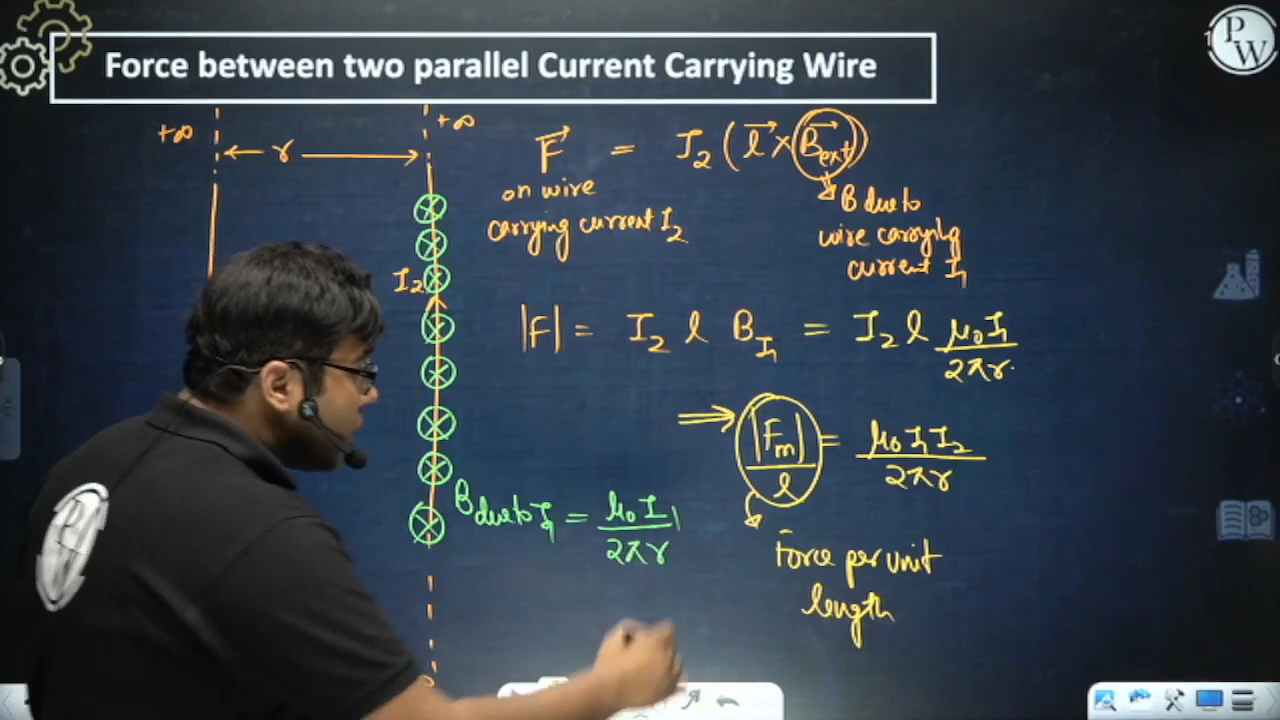 Force between two parallel Current Carrying Wire
P
W
+∞
+∞
r
F⃗ = I₂ (l⃗ × B⃗ext)
on wire
carrying current I₂
B due to
wire carrying
current I₁
I₂
|F| = I₂ l B_I₁ = I₂ l μ₀I₁/2πr
⇒ |Fm|/l = μ₀I₁I₂/2πr
B due to I₁ = μ₀I₁/2πr
Force per unit
length